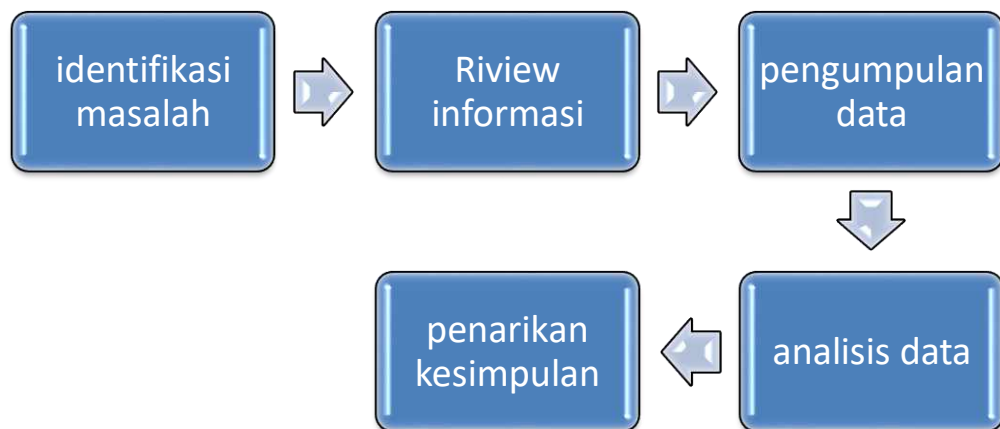 identifikasi
masalah
Riview
informasi
pengumpulan
data
analisis data
penarikan
kesimpulan